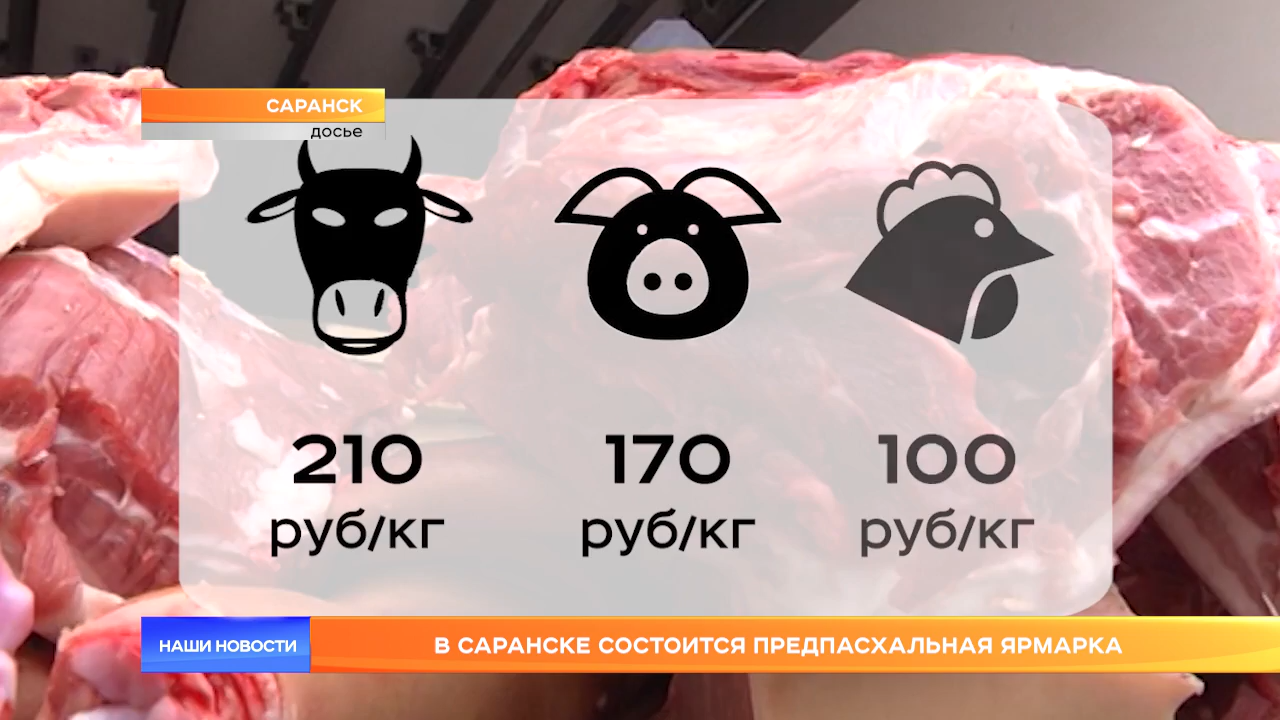 САРАНСК
досье
210
руб/кг
170
руб/кг
100
руб/кг
НАШИ НОВОСТИ
В САРАНСКЕ СОСТОИТСЯ ПРЕДПАСХАЛЬНАЯ ЯРМАРКА